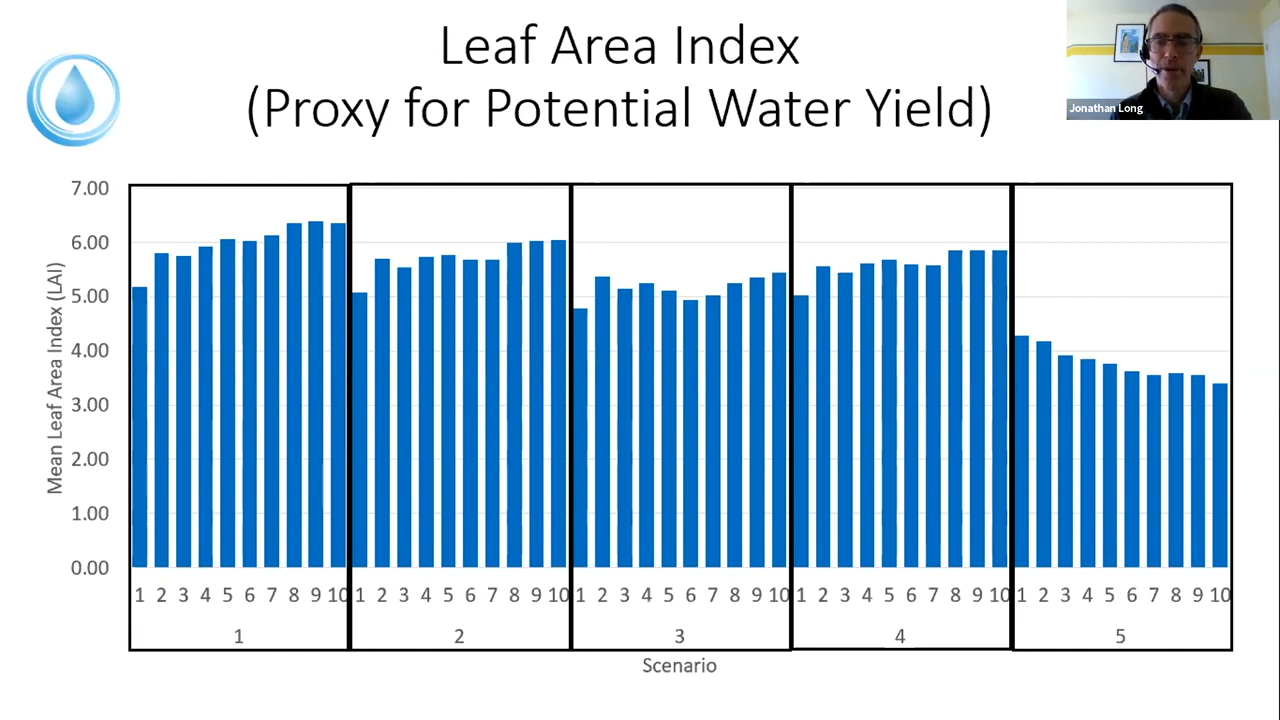 Leaf Area Index
(Proxy for Potential Water Yield)
Jonathan Long
Mean Leaf Area Index (LAI)
7.00
6.00
5.00
4.00
3.00
2.00
1.00
0.00
1 2 3 4 5 6 7 8 9 10 1 2 3 4 5 6 7 8 9 10 1 2 3 4 5 6 7 8 9 10 1 2 3 4 5 6 7 8 9 10 1 2 3 4 5 6 7 8 9 10
1 2 3 4 5
Scenario